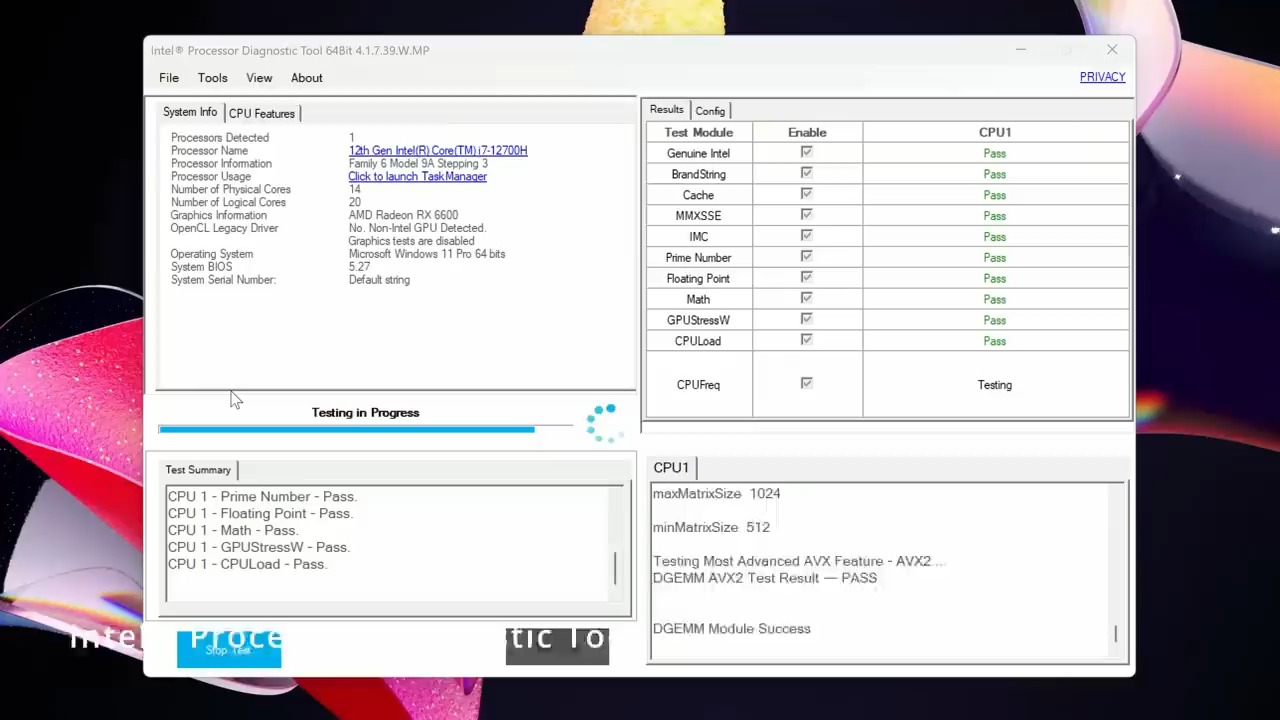 Intel® Processor Diagnostic Tool 64Bit 4.1.7.39.W.MP
File Tools View About
PRIVACY
System Info CPU Features
Processors Detected 1
Processor Name 12th Gen Intel(R) Core(TM) i7-12700H
Processor Information Family 6 Model 9A Stepping 3
Processor Usage Click to launch TaskManager
Number of Physical Cores 14
Number of Logical Cores 20
Graphics Information AMD Radeon RX 6600
OpenCL Legacy Driver No. Non-Intel GPU Detected.
Graphics tests are disabled
Operating System Microsoft Windows 11 Pro 64 bits
System BIOS 5.27
System Serial Number: Default string
Results Config
Test Module Enable CPU1
Genuine Intel Pass
BrandString Pass
Cache Pass
MMXSSE Pass
IMC Pass
Prime Number Pass
Floating Point Pass
Math Pass
GPUStressW Pass
CPULoad Pass
CPUFreq Testing
Testing in Progress
Test Summary
CPU 1 - Prime Number - Pass.
CPU 1 - Floating Point - Pass.
CPU 1 - Math - Pass.
CPU 1 - GPUStressW - Pass.
CPU 1 - CPULoad - Pass.
CPU1
maxMatrixSize 1024
minMatrixSize 512
Testing Most Advanced AVX Feature - AVX2 ...
DGEMM AVX2 Test Result — PASS
DGEMM Module Success
Stop Test